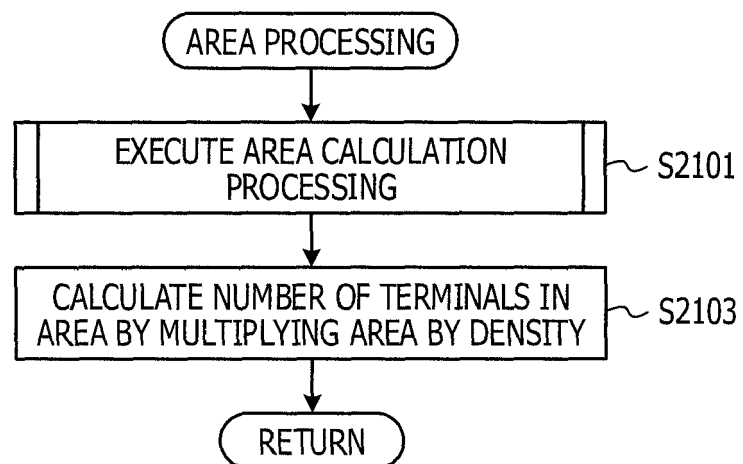 AREA PROCESSING
EXECUTE AREA CALCULATION
PROCESSING
S2101
CALCULATE NUMBER OF TERMINALS IN
AREA BY MULTIPLYING AREA BY DENSITY
S2103
RETURN